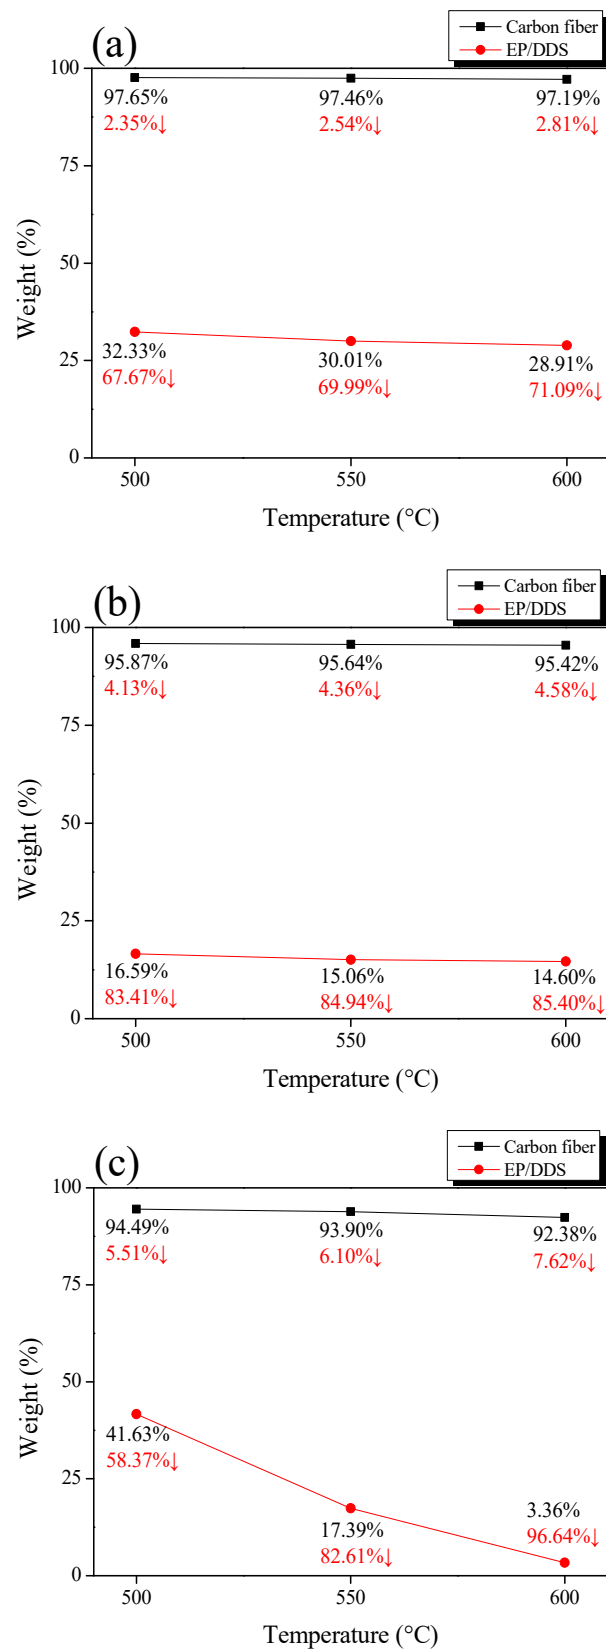 (a)
Carbon fiber
EP/DDS
100
97.65% 97.46% 97.19%
2.35%↓ 2.54%↓ 2.81%↓
75
Weight (%)
50
25
32.33% 30.01% 28.91%
67.67%↓ 69.99%↓ 71.09%↓
0
500 550 600
Temperature (°C)
(b)
Carbon fiber
EP/DDS
100
95.87% 95.64% 95.42%
4.13%↓ 4.36%↓ 4.58%↓
75
Weight (%)
50
25
16.59% 15.06% 14.60%
83.41%↓ 84.94%↓ 85.40%↓
0
500 550 600
Temperature (°C)
(c)
Carbon fiber
EP/DDS
100
94.49% 93.90% 92.38%
5.51%↓ 6.10%↓ 7.62%↓
75
Weight (%)
50
41.63%
58.37%↓
25
17.39% 3.36%
82.61%↓ 96.64%↓
0
500 550 600
Temperature (°C)